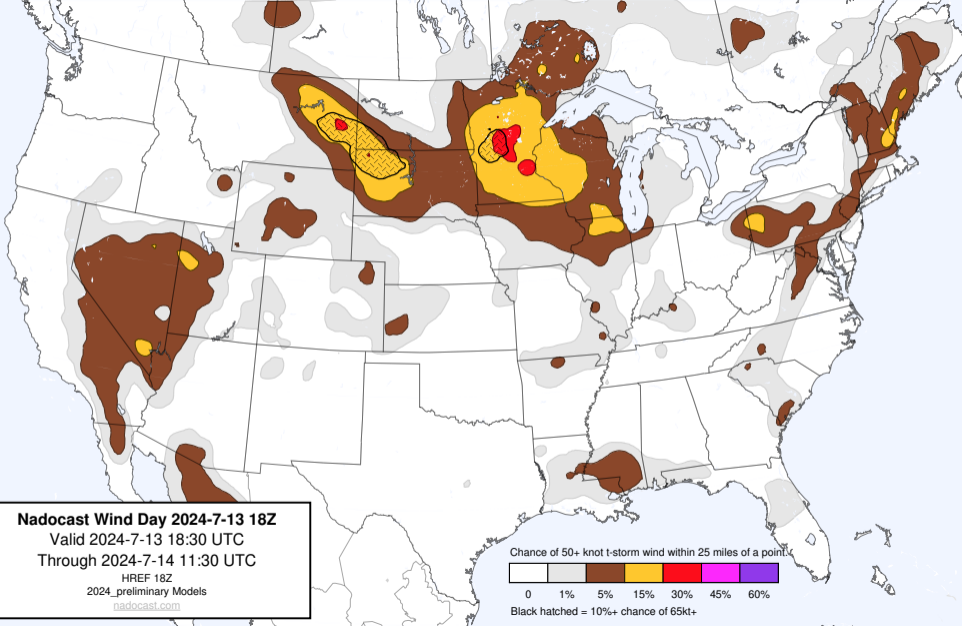 Nadocast Wind Day 2024-7-13 18Z
Valid 2024-7-13 18:30 UTC
Through 2024-7-14 11:30 UTC
HREF 18Z
2024_preliminary Models
nadocast.com
Chance of 50+ knot t-storm wind within 25 miles of a point.
0 1% 5% 15% 30% 45% 60%
Black hatched = 10%+ chance of 65kt+